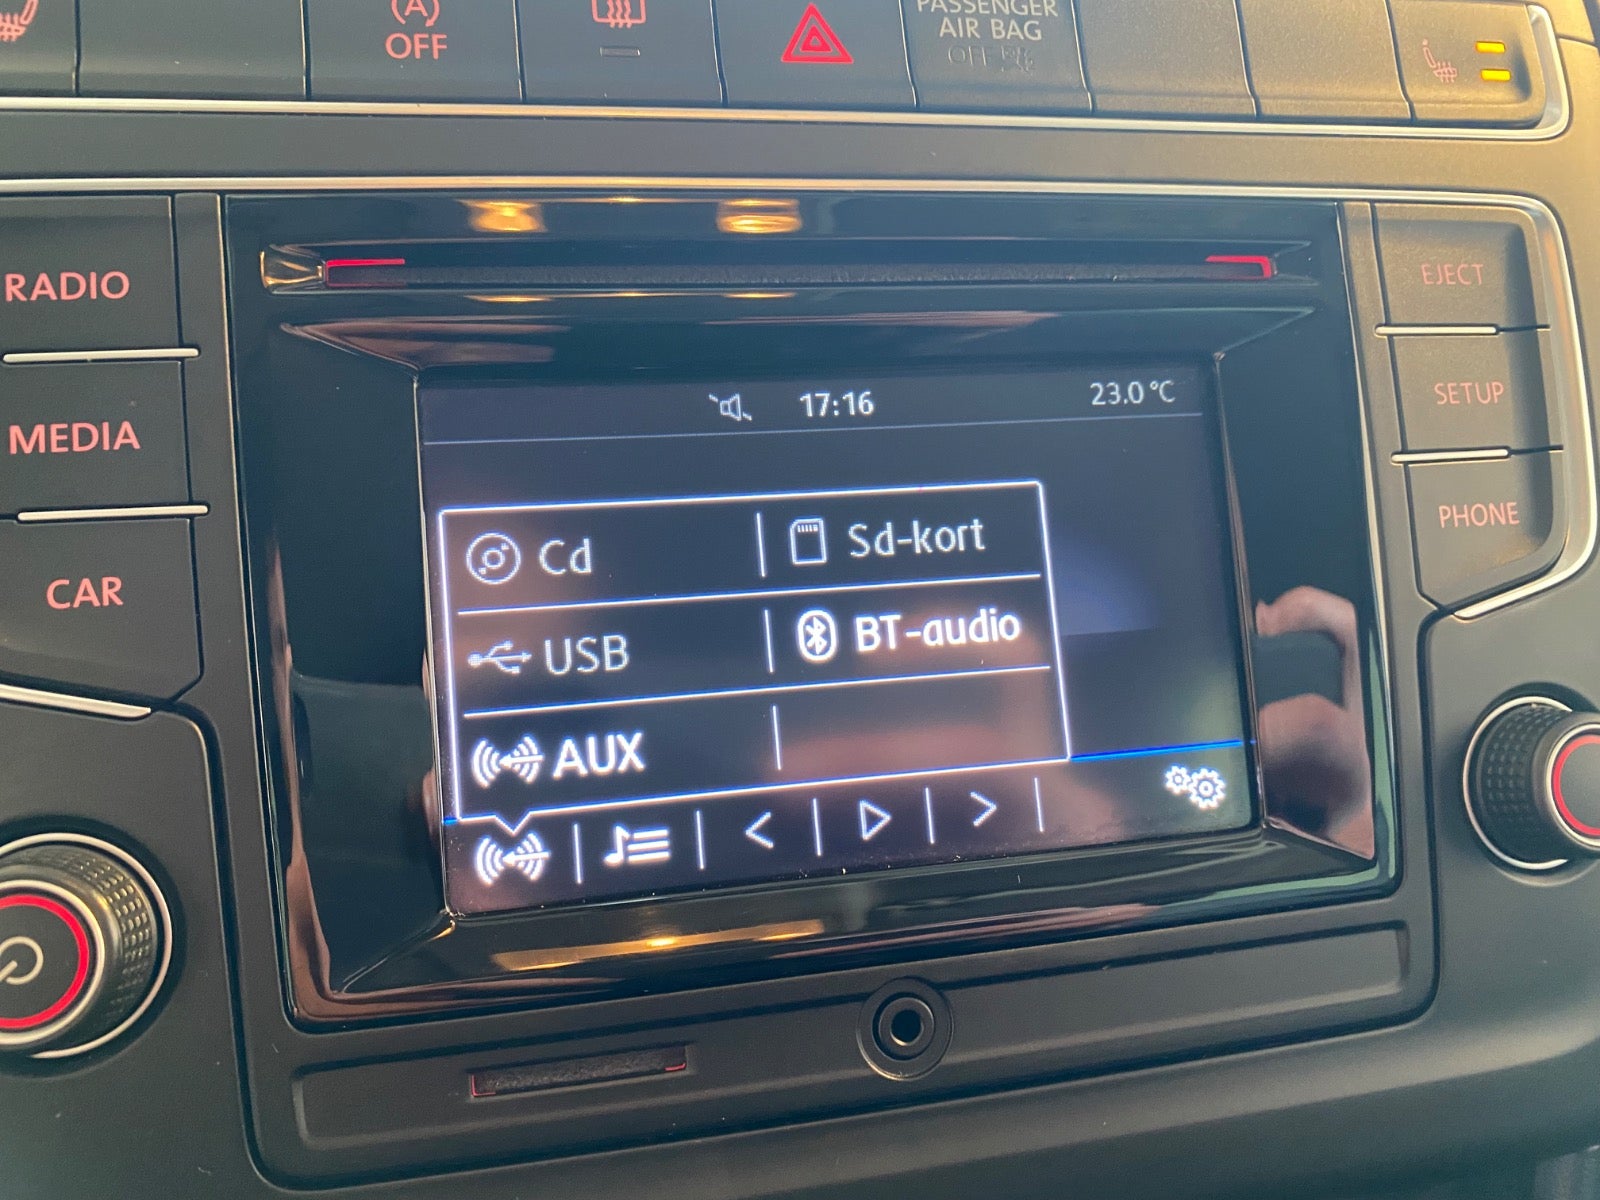 (A)
OFF
PASSENGER
AIR BAG
OFF
RADIO
MEDIA
CAR
17:16
23.0 °C
Cd
Sd-kort
USB
BT-audio
AUX
EJECT
SETUP
PHONE